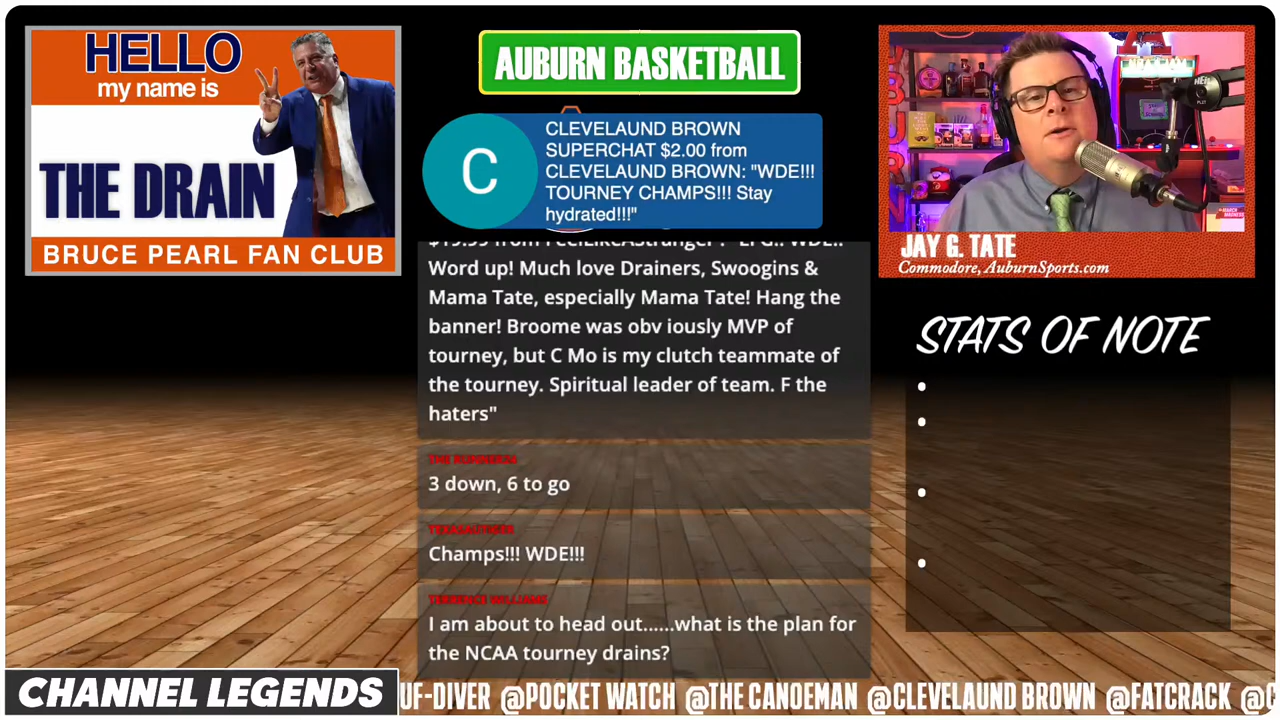 HELLO
my name is
THE DRAIN
BRUCE PEARL FAN CLUB
AUBURN BASKETBALL
C
CLEVELAUND BROWN
SUPERCHAT $2.00 from
CLEVELAUND BROWN: "WDE!!!
TOURNEY CHAMPS!!! Stay
hydrated!!!"
Word up! Much love Drainers, Swoogins &
Mama Tate, especially Mama Tate! Hang the
banner! Broome was obv iously MVP of
tourney, but C Mo is my clutch teammate of
the tourney. Spiritual leader of team. F the
haters"
3 down, 6 to go
Champs!!! WDE!!!
TERRENCE WILLIAMS
I am about to head out......what is the plan for
the NCAA tourney drains?
JAY G. TATE
Commodore, AuburnSports.com
STATS OF NOTE
CHANNEL LEGENDS
UF-DIVER @POCKET WATCH @THE CANOEMAN @CLEVELAUND BROWN @FATCRACK @C